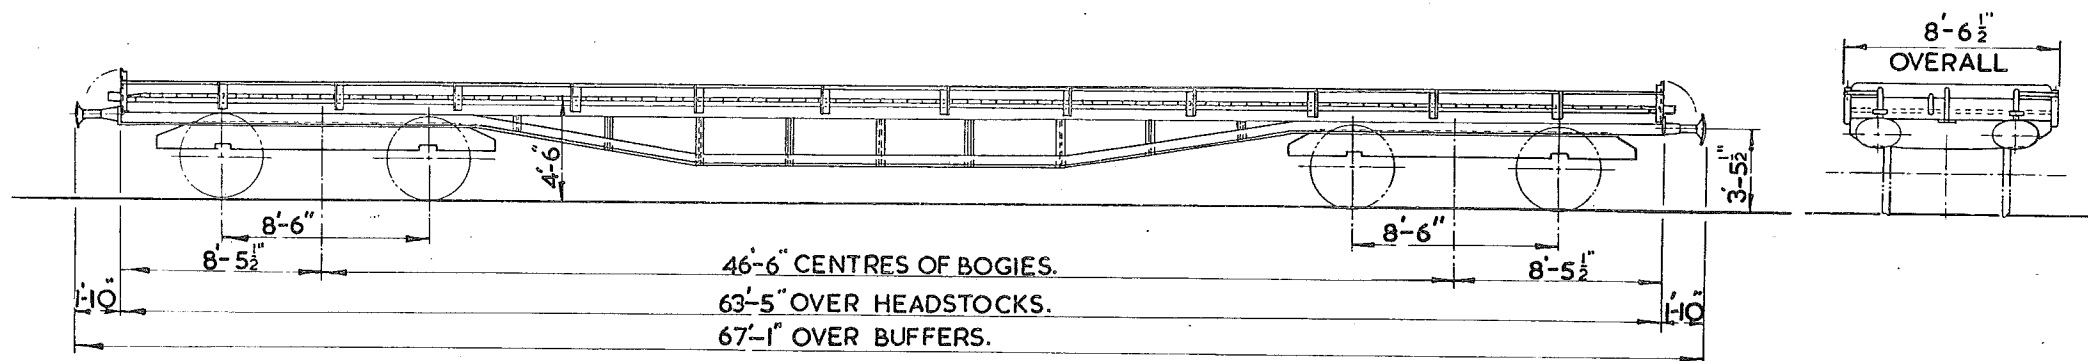 8'-6½"
OVERALL
4'-6"
3'-5½"
8'-6"
8'-6"
8'-5½"
46'-6" CENTRES OF BOGIES.
8'-5½"
1'-10"
63'-5" OVER HEADSTOCKS.
1'-10"
67'-1" OVER BUFFERS.